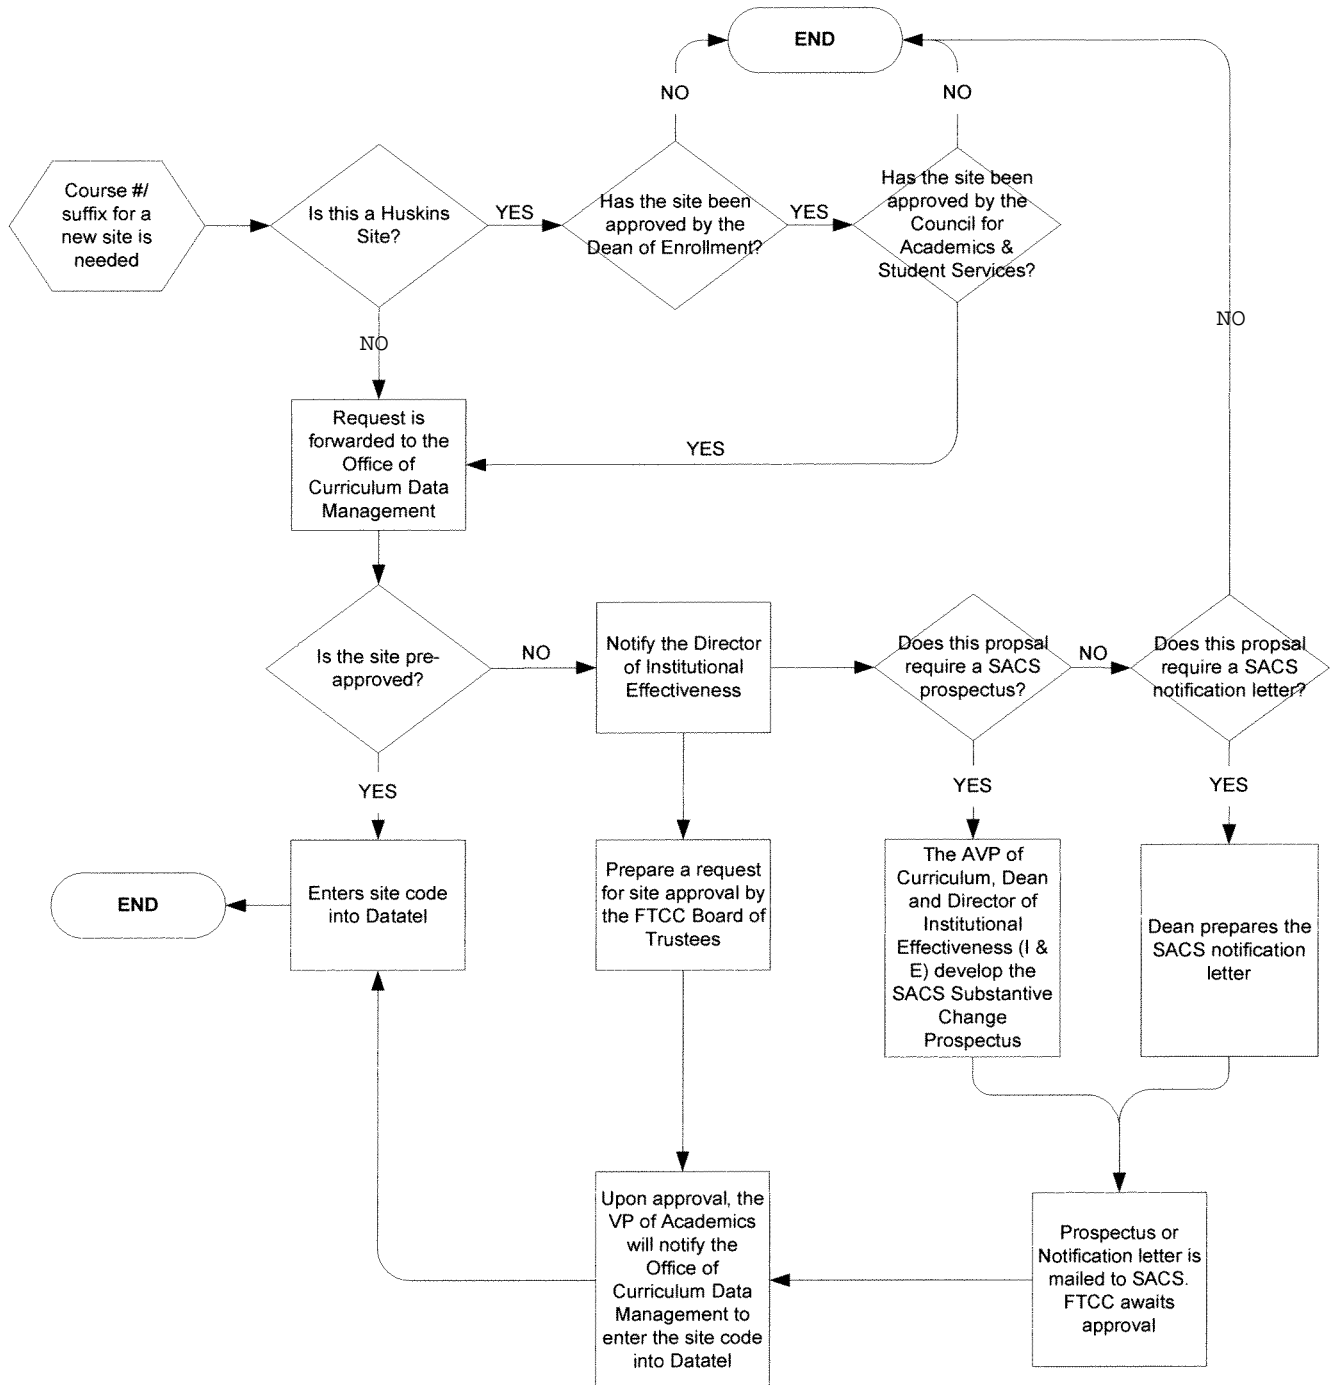 END
NO
NO
Course #/
suffix for a
new site is
needed
Is this a Huskins
Site?
YES
Has the site been
approved by the
Dean of Enrollment?
YES
Has the site been
approved by the
Council for
Academics &
Student Services?
NO
NO
Request is
forwarded to the
Office of
Curriculum Data
Management
YES
Is the site pre-
approved?
NO
Notify the Director
of Institutional
Effectiveness
Does this propsal
require a SACS
prospectus?
NO
Does this propsal
require a SACS
notification letter?
YES
YES
YES
END
Enters site code
into Datatel
Prepare a request
for site approval by
the FTCC Board of
Trustees
The AVP of
Curriculum, Dean
and Director of
Institutional
Effectiveness (I &
E) develop the
SACS Substantive
Change
Prospectus
Dean prepares the
SACS notification
letter
Upon approval, the
VP of Academics
will notify the
Office of
Curriculum Data
Management to
enter the site code
into Datatel
Prospectus or
Notification letter is
mailed to SACS.
FTCC awaits
approval